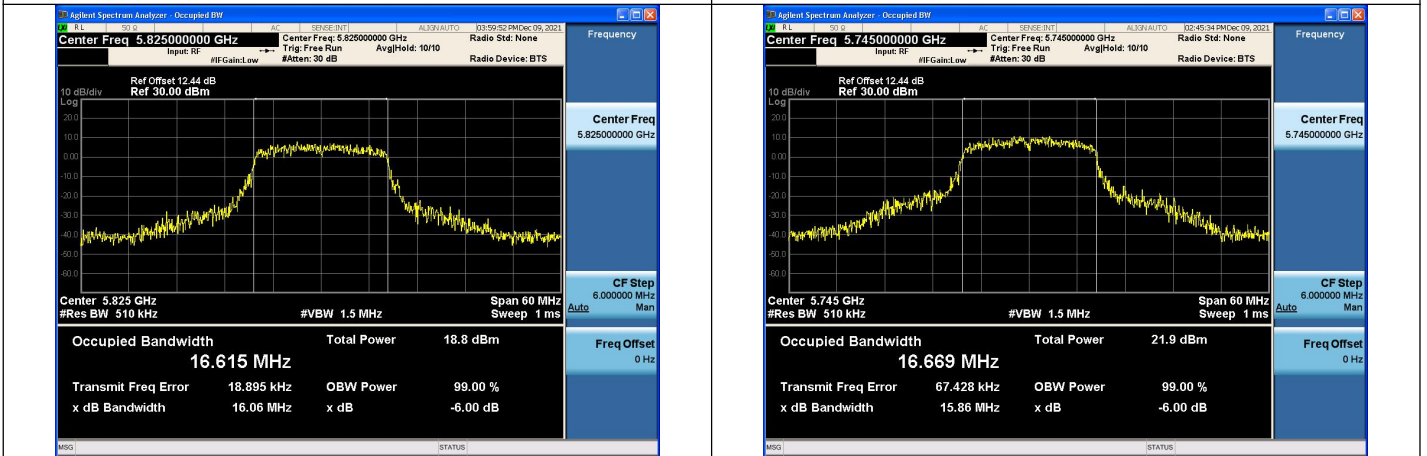 Agilent Spectrum Analyzer - Occupied BW
RL 50 Ω AC SENSE:INT ALIGNAUTO 03:59:52 PM Dec 09, 2021
Center Freq 5.825000000 GHz
Center Freq: 5.825000000 GHz
Radio Std: None
Input: RF
Trig: Free Run Avg|Hold: 10/10
#IFGain:Low #Atten: 30 dB
Radio Device: BTS
Ref Offset 12.44 dB
10 dB/div Ref 30.00 dBm
Log
20.0
10.0
0.00
-10.0
-20.0
-30.0
-40.0
-50.0
-60.0
Center 5.825 GHz Span 60 MHz
#Res BW 510 kHz #VBW 1.5 MHz Sweep 1 ms
Occupied Bandwidth Total Power 18.8 dBm
16.615 MHz
Transmit Freq Error 18.895 kHz OBW Power 99.00 %
x dB Bandwidth 16.06 MHz x dB -6.00 dB
MSG STATUS
Frequency
Center Freq
5.825000000 GHz
CF Step
6.000000 MHz
Auto Man
Freq Offset
0 Hz
Agilent Spectrum Analyzer - Occupied BW
RL 50 Ω AC SENSE:INT ALIGNAUTO 02:45:34 PM Dec 09, 2021
Center Freq 5.745000000 GHz
Center Freq: 5.745000000 GHz
Radio Std: None
Input: RF
Trig: Free Run Avg|Hold: 10/10
#IFGain:Low #Atten: 30 dB
Radio Device: BTS
Ref Offset 12.44 dB
10 dB/div Ref 30.00 dBm
Log
20.0
10.0
0.00
-10.0
-20.0
-30.0
-40.0
-50.0
-60.0
Center 5.745 GHz Span 60 MHz
#Res BW 510 kHz #VBW 1.5 MHz Sweep 1 ms
Occupied Bandwidth Total Power 21.9 dBm
16.669 MHz
Transmit Freq Error 67.428 kHz OBW Power 99.00 %
x dB Bandwidth 15.86 MHz x dB -6.00 dB
MSG STATUS
Frequency
Center Freq
5.745000000 GHz
CF Step
6.000000 MHz
Auto Man
Freq Offset
0 Hz